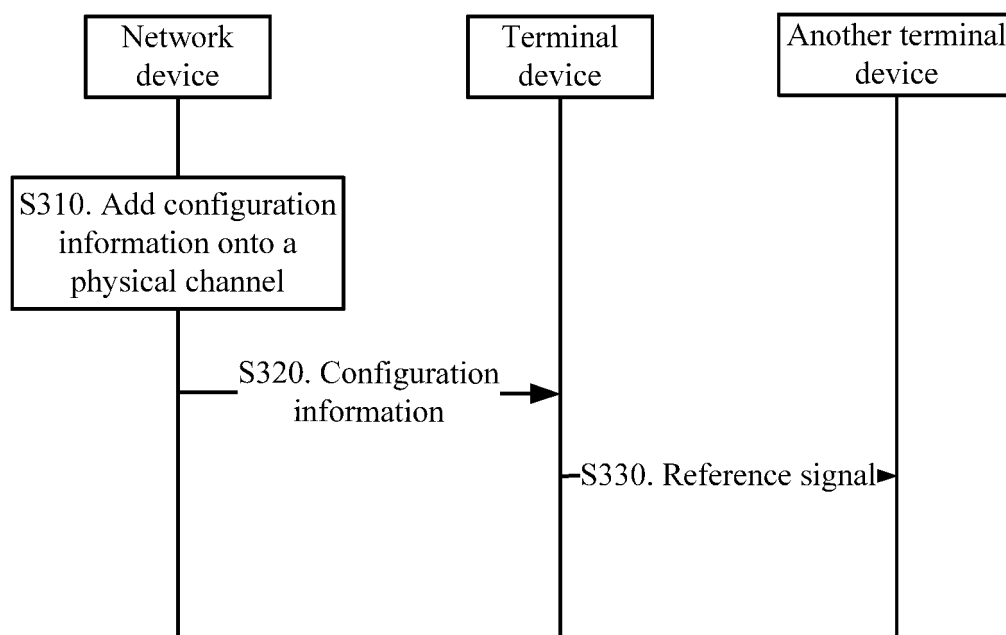 Network
device
Terminal
device
Another terminal
device
S310. Add configuration
information onto a
physical channel
S320. Configuration
information
S330. Reference signal